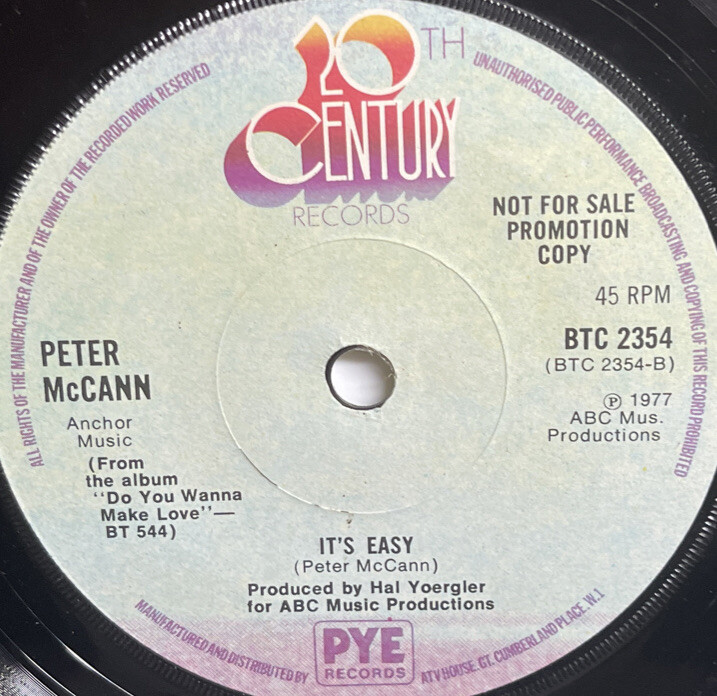 20TH
CENTURY
RECORDS
ALL RIGHTS OF THE MANUFACTURER AND OF THE OWNER OF THE RECORDED WORK RESERVED
UNAUTHORISED PUBLIC PERFORMANCE BROADCASTING AND COPYING OF THIS RECORD PROHIBITED
NOT FOR SALE
PROMOTION
COPY
45 RPM
BTC 2354
(BTC 2354-B)
Ⓟ 1977
ABC Mus.
Productions
PETER
McCANN
Anchor
Music
(From
the album
"Do You Wanna
Make Love"—
BT 544)
IT'S EASY
(Peter McCann)
Produced by Hal Yoergler
for ABC Music Productions
MANUFACTURED AND DISTRIBUTED BY
PYE
RECORDS
ATV HOUSE GT. CUMBERLAND PLACE, W.1